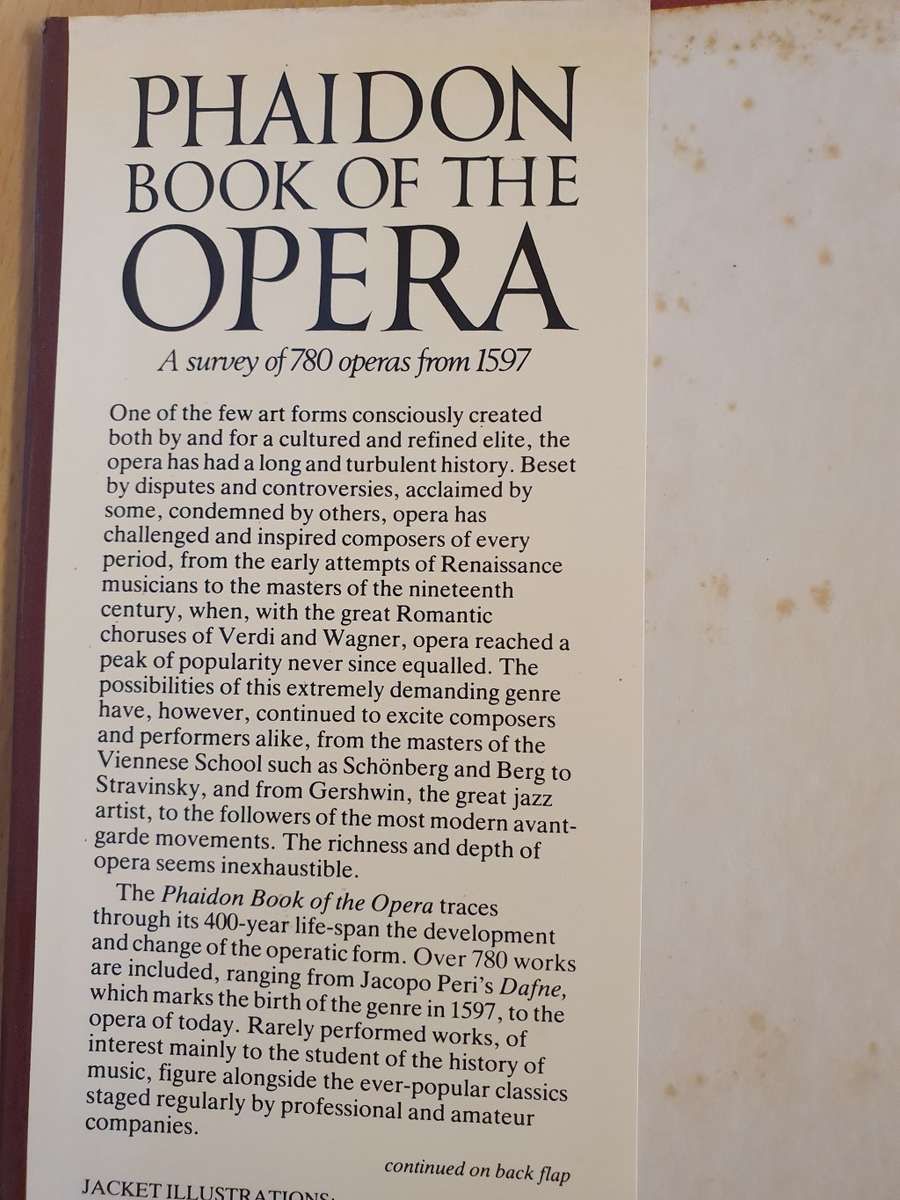 PHAIDON
BOOK OF THE
OPERA
A survey of 780 operas from 1597
One of the few art forms consciously created
both by and for a cultured and refined elite, the
opera has had a long and turbulent history. Beset
by disputes and controversies, acclaimed by
some, condemned by others, opera has
challenged and inspired composers of every
period, from the early attempts of Renaissance
musicians to the masters of the nineteenth
century, when, with the great Romantic
choruses of Verdi and Wagner, opera reached a
peak of popularity never since equalled. The
possibilities of this extremely demanding genre
have, however, continued to excite composers
and performers alike, from the masters of the
Viennese School such as Schönberg and Berg to
Stravinsky, and from Gershwin, the great jazz
artist, to the followers of the most modern avant-
garde movements. The richness and depth of
opera seems inexhaustible.
The Phaidon Book of the Opera traces
through its 400-year life-span the development
and change of the operatic form. Over 780 works
are included, ranging from Jacopo Peri's Dafne,
which marks the birth of the genre in 1597, to the
opera of today. Rarely performed works, of
interest mainly to the student of the history of
music, figure alongside the ever-popular classics
staged regularly by professional and amateur
companies.
continued on back flap
JACKET ILLUSTRATIONS: